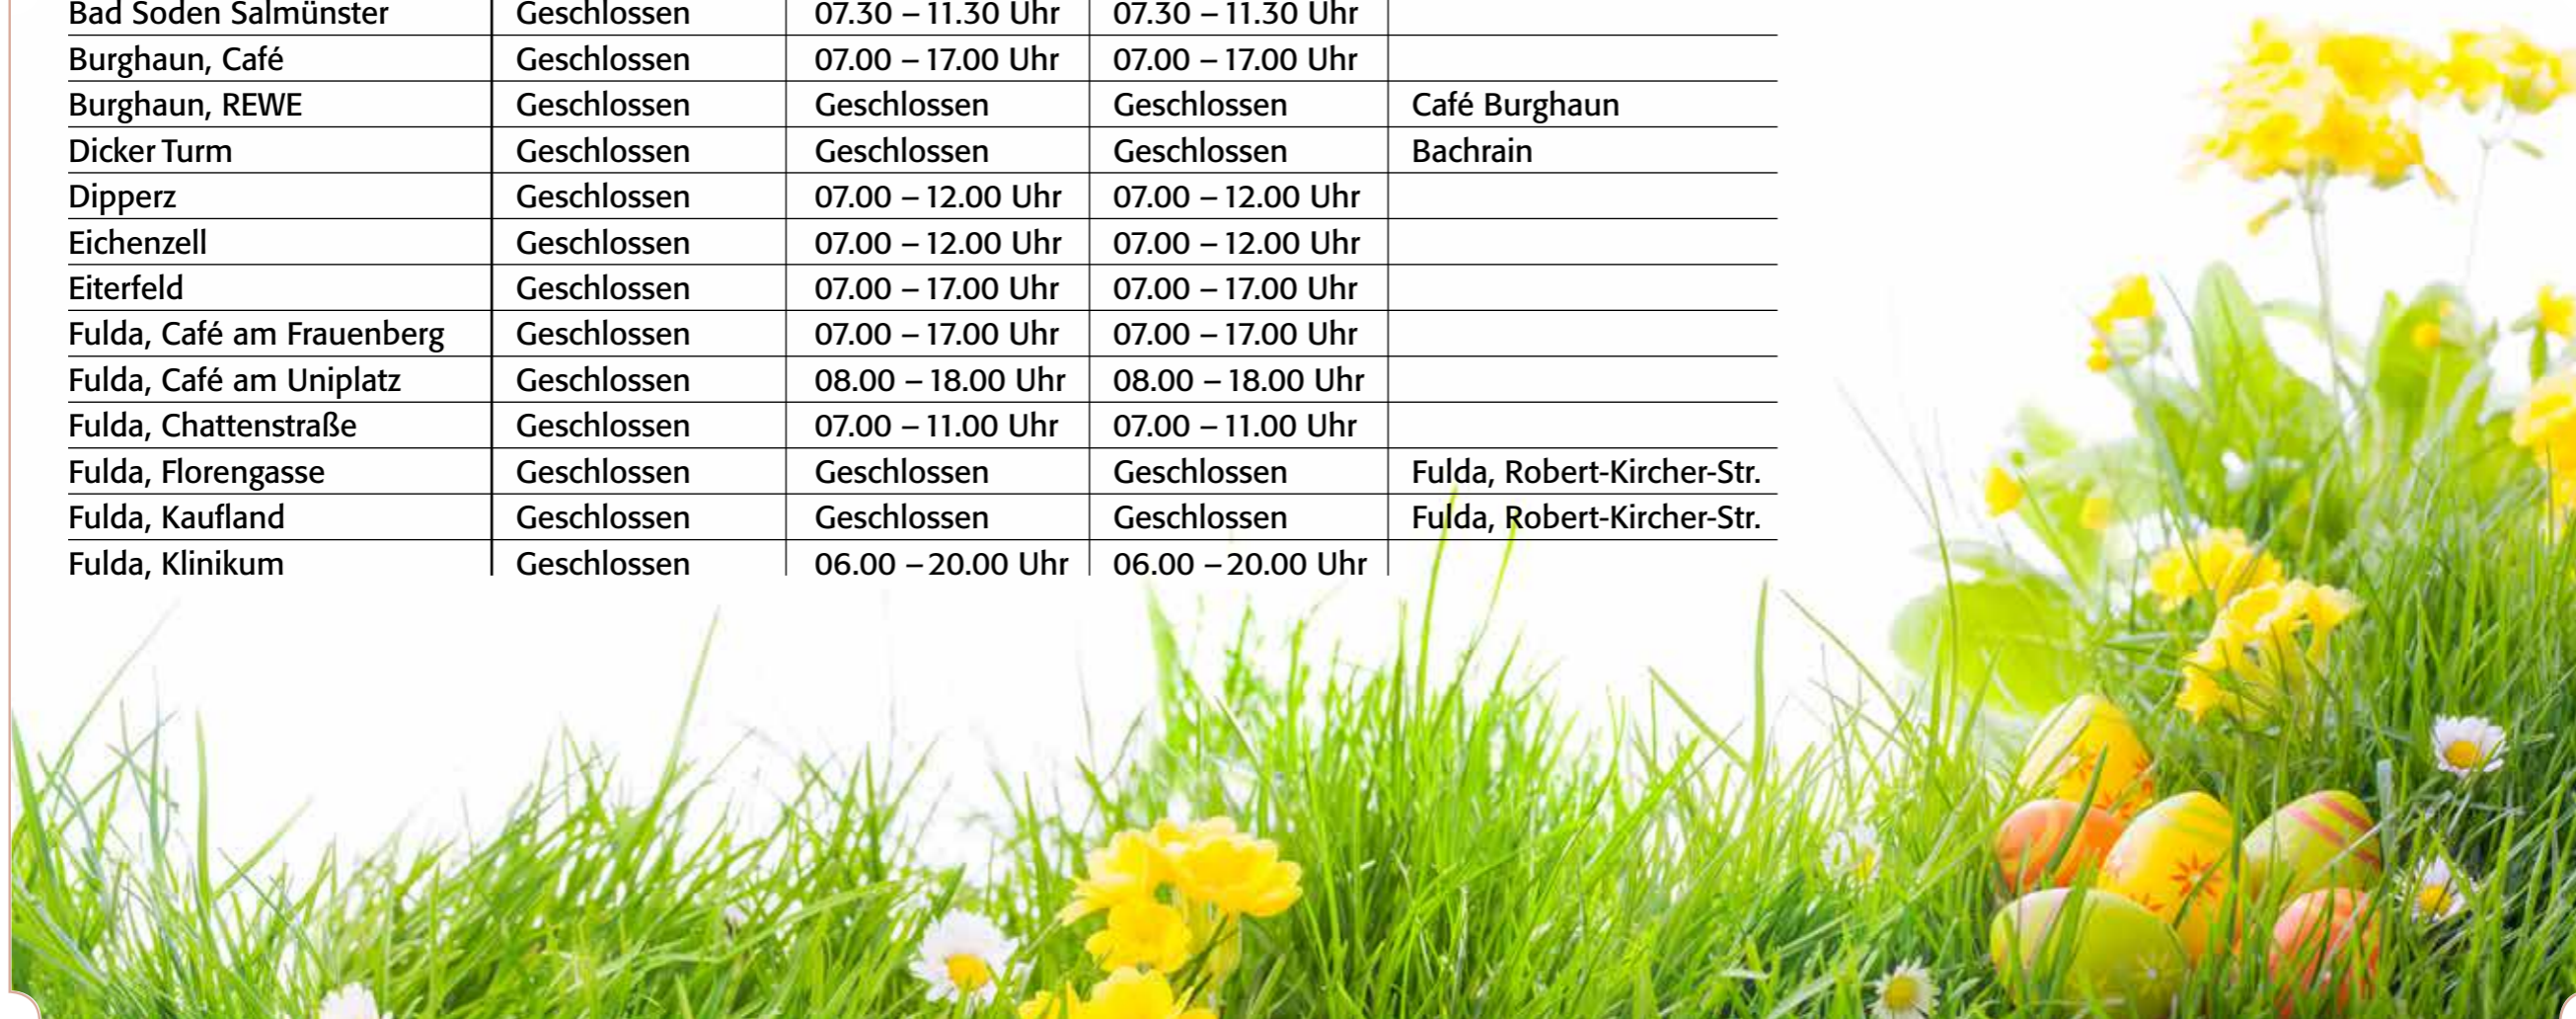 Bad Soden Salmünster Geschlossen 07.30 – 11.30 Uhr 07.30 – 11.30 Uhr
Burghaun, Café Geschlossen 07.00 – 17.00 Uhr 07.00 – 17.00 Uhr
Burghaun, REWE Geschlossen Geschlossen Geschlossen Café Burghaun
Dicker Turm Geschlossen Geschlossen Geschlossen Bachrain
Dipperz Geschlossen 07.00 – 12.00 Uhr 07.00 – 12.00 Uhr
Eichenzell Geschlossen 07.00 – 12.00 Uhr 07.00 – 12.00 Uhr
Eiterfeld Geschlossen 07.00 – 17.00 Uhr 07.00 – 17.00 Uhr
Fulda, Café am Frauenberg Geschlossen 07.00 – 17.00 Uhr 07.00 – 17.00 Uhr
Fulda, Café am Uniplatz Geschlossen 08.00 – 18.00 Uhr 08.00 – 18.00 Uhr
Fulda, Chattenstraße Geschlossen 07.00 – 11.00 Uhr 07.00 – 11.00 Uhr
Fulda, Florengasse Geschlossen Geschlossen Geschlossen Fulda, Robert-Kircher-Str.
Fulda, Kaufland Geschlossen Geschlossen Geschlossen Fulda, Robert-Kircher-Str.
Fulda, Klinikum Geschlossen 06.00 – 20.00 Uhr 06.00 – 20.00 Uhr